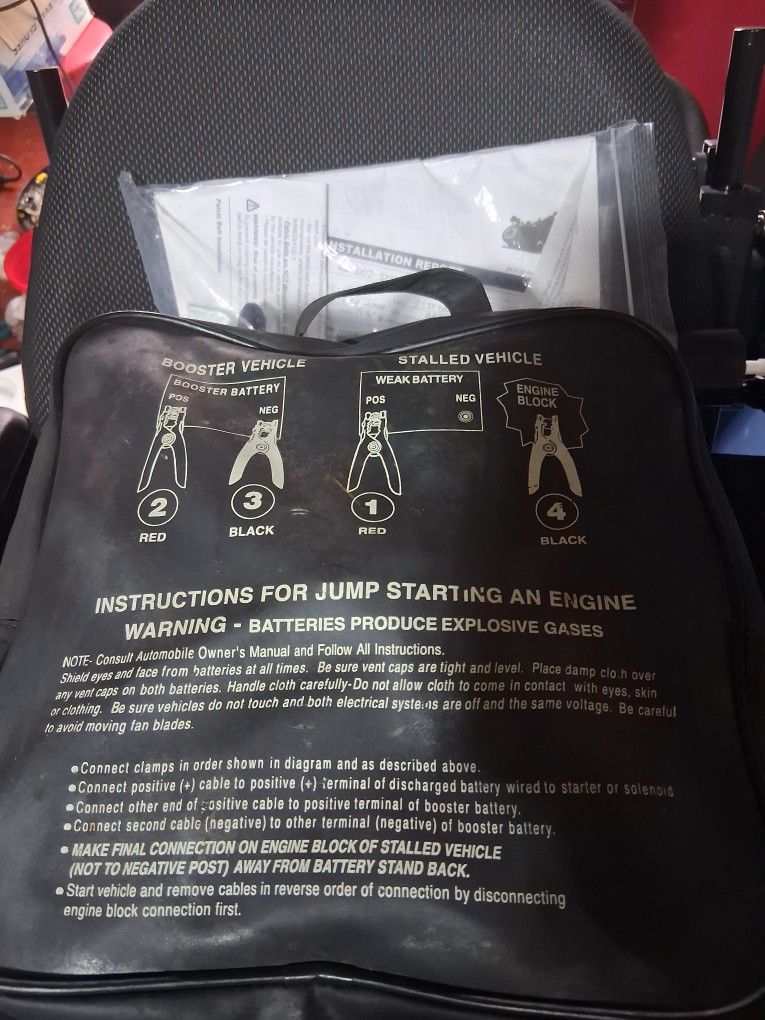 Pelvic Belt Installation
WARNING!
INSTALLATION REPO
BOOSTER VEHICLE
STALLED VEHICLE
BOOSTER BATTERY
POS
NEG
WEAK BATTERY
POS
NEG
ENGINE
BLOCK
2
3
1
4
RED
BLACK
RED
BLACK
INSTRUCTIONS FOR JUMP STARTING AN ENGINE
WARNING - BATTERIES PRODUCE EXPLOSIVE GASES
NOTE- Consult Automobile Owner's Manual and Follow All Instructions.
Shield eyes and face from batteries at all times. Be sure vent caps are tight and level. Place damp cloth over
any vent caps on both batteries. Handle cloth carefully-Do not allow cloth to come in contact with eyes, skin
or clothing. Be sure vehicles do not touch and both electrical systems are off and the same voltage. Be careful
to avoid moving fan blades.
•Connect clamps in order shown in diagram and as described above.
•Connect positive (+) cable to positive (+) terminal of discharged battery wired to starter or solenoid
•Connect other end of positive cable to positive terminal of booster battery.
•Connect second cable (negative) to other terminal (negative) of booster battery.
• MAKE FINAL CONNECTION ON ENGINE BLOCK OF STALLED VEHICLE
(NOT TO NEGATIVE POST) AWAY FROM BATTERY STAND BACK.
•Start vehicle and remove cables in reverse order of connection by disconnecting
engine block connection first.